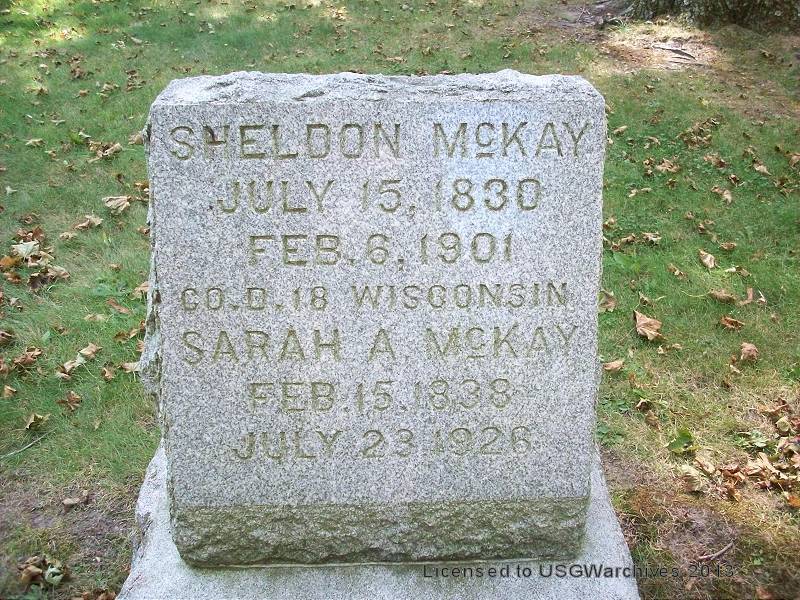 SHELDON McKAY
JULY 15, 1830
FEB. 6, 1901
CO. D. 18 WISCONSIN
SARAH A. McKAY
FEB. 15. 1838
JULY 23 1926
Licensed to USGWarchives 2013